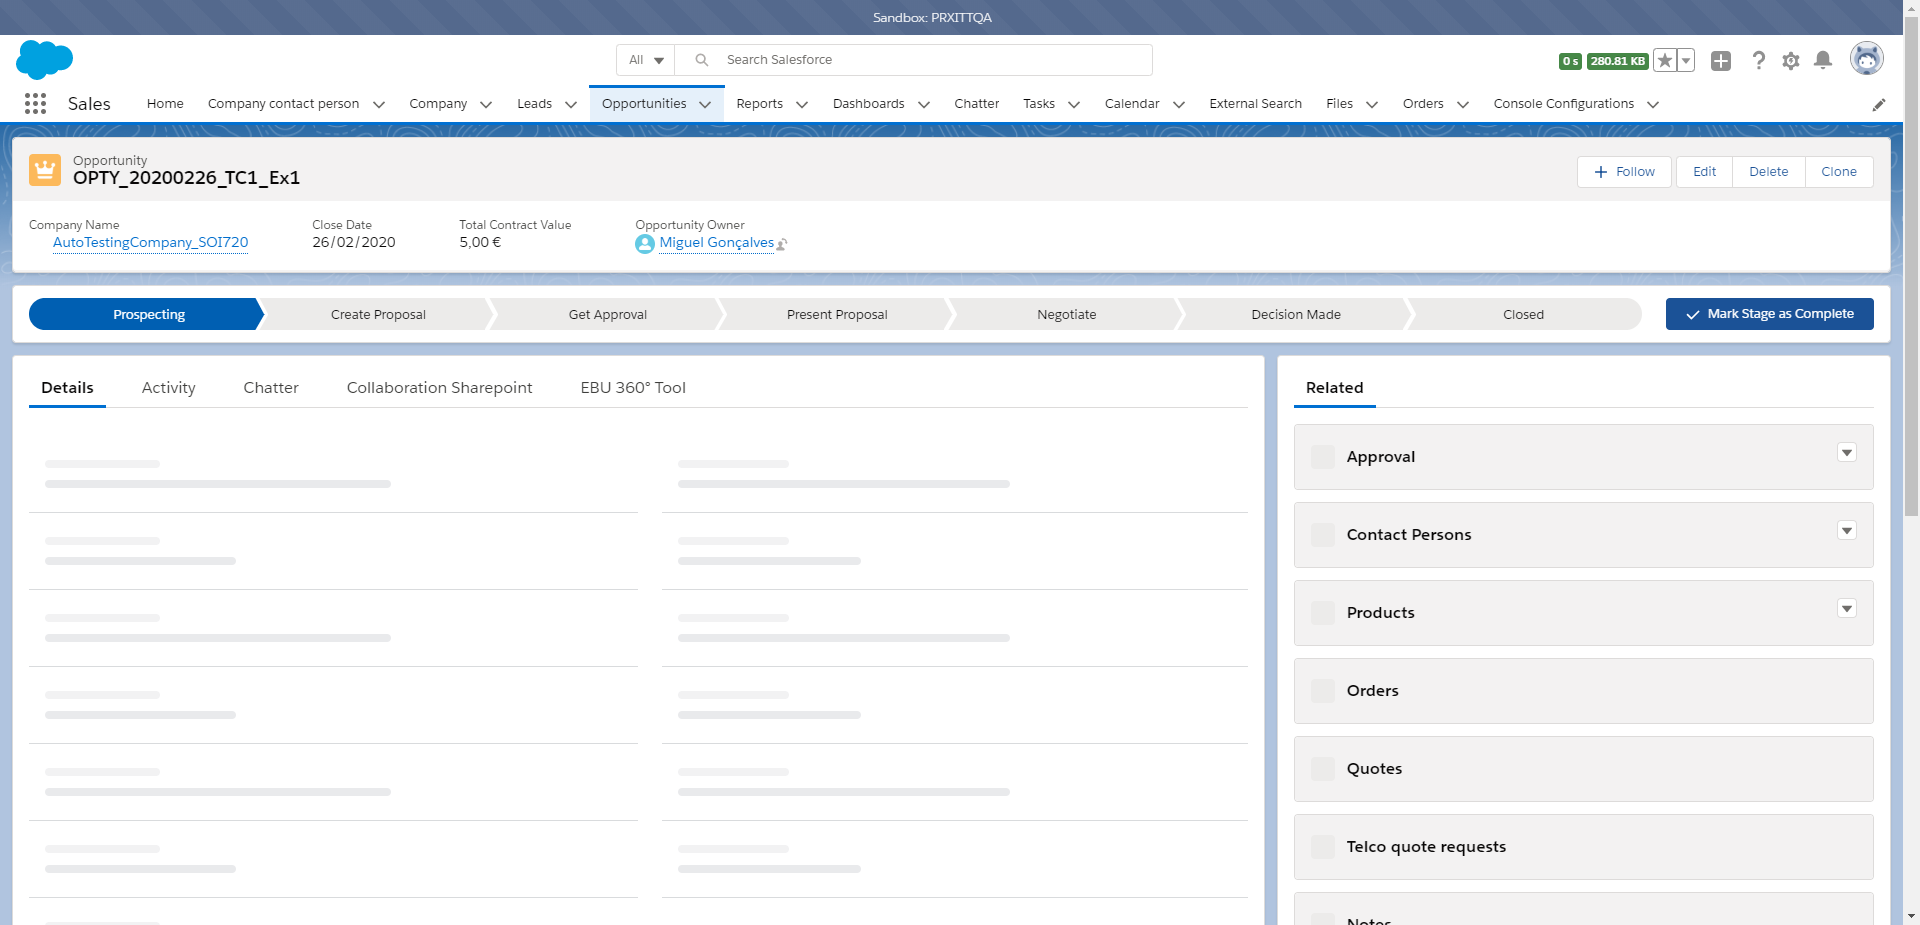 Sandbox: PRXITTQA
All
Search Salesforce
0 s
280.81 KB
Sales
Home
Company contact person
Company
Leads
Opportunities
Reports
Dashboards
Chatter
Tasks
Calendar
External Search
Files
Orders
Console Configurations
Opportunity
OPTY_20200226_TC1_Ex1
Follow
Edit
Delete
Clone
Company Name
AutoTestingCompany_SOI720
Close Date
26/02/2020
Total Contract Value
5,00 €
Opportunity Owner
Miguel Gonçalves
Prospecting
Create Proposal
Get Approval
Present Proposal
Negotiate
Decision Made
Closed
Mark Stage as Complete
Details
Activity
Chatter
Collaboration Sharepoint
EBU 360° Tool
Related
Approval
Contact Persons
Products
Orders
Quotes
Telco quote requests
Notes